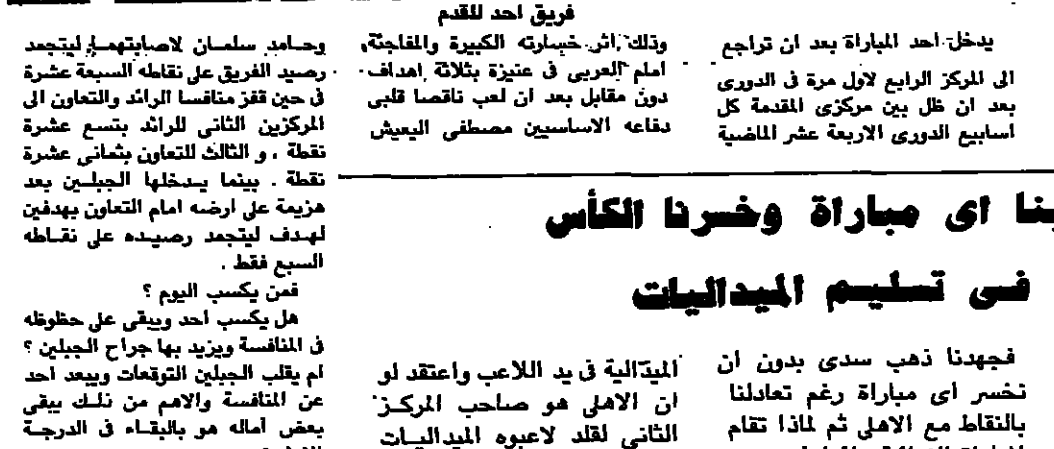 فريق احد للقدم
يدخل احد المباراة بعد ان تراجع
الى المركز الرابع لاول مرة فى الدورى
بعد ان ظل بين مركزى المقدمة كل
اسابيع الدورى الاربعة عشر الماضية
وذلك اثر خسارته الكبيرة والمفاجئة
امام العربى فى عنيزة بثلاثة اهداف
دون مقابل بعد ان لعب ناقصا قلبى
دفاعه الاساسيين مصطفى اليعيش
وحامد سلمان لاصابتهما ليتجمد
رصيد الفريق على نقاطه السبعة عشرة
فى حين قفز منافسا الرائد والتعاون الى
المركزين الثانى للرائد بتسع عشرة
نقطة ، و الثالث للتعاون بثمانى عشرة
نقطة . بينما يدخلها الجبلين بعد
هزيمة على ارضه امام التعاون بهدفين
لهدف ليتجمد رصيده على نقاطه
السبع فقط .
فمن يكسب اليوم ؟
هل يكسب احد ويبقى على حظوظه
فى المنافسة ويزيد بها جراح الجبلين ؟
ام يقلب الجبلين التوقعات ويبعد احد
عن المنافسة والاهم من ذلك يبقى
بعض أماله هو بالبقاء فى الدرجة
اى مباراة وخسرنا الكأس
فى تسليم الميداليات
فجهدنا ذهب سدى بدون ان
نخسر اى مباراة رغم تعادلنا
بالنقاط مع الاهلى ثم لماذا تقام
الميدالية فى يد اللاعب واعتقد لو
ان الاهلى هو صاحب المركز
الثانى لقلد لاعبوه الميداليات